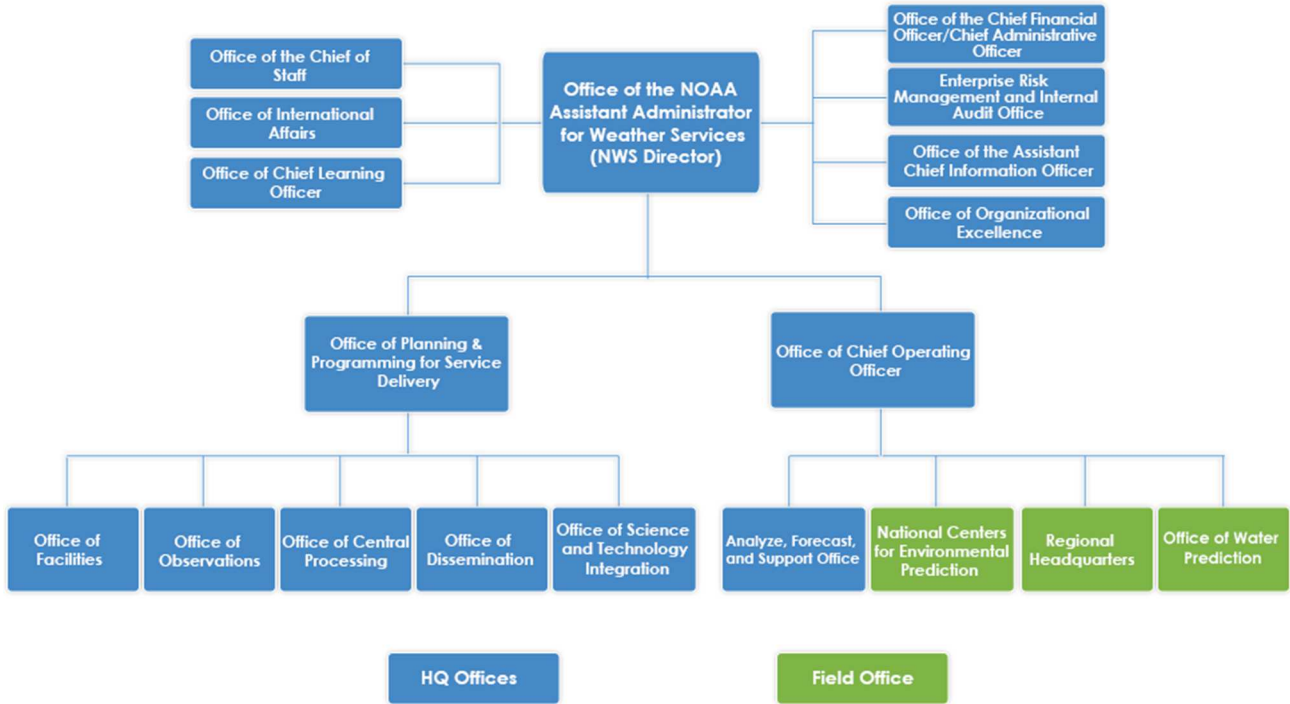 Office of the Chief of
Staff
Office of International
Affairs
Office of Chief Learning
Officer
Office of the NOAA
Assistant Administrator
for Weather Services
(NWS Director)
Office of the Chief Financial
Officer/Chief Administrative
Officer
Enterprise Risk
Management and Internal
Audit Office
Office of the Assistant
Chief Information Officer
Office of Organizational
Excellence
Office of Planning &
Programming for Service
Delivery
Office of Chief Operating
Officer
Office of
Facilities
Office of
Observations
Office of Central
Processing
Office of
Dissemination
Office of Science
and Technology
Integration
Analyze, Forecast,
and Support Office
National Centers
for Environmental
Prediction
Regional
Headquarters
Office of Water
Prediction
HQ Offices
Field Office